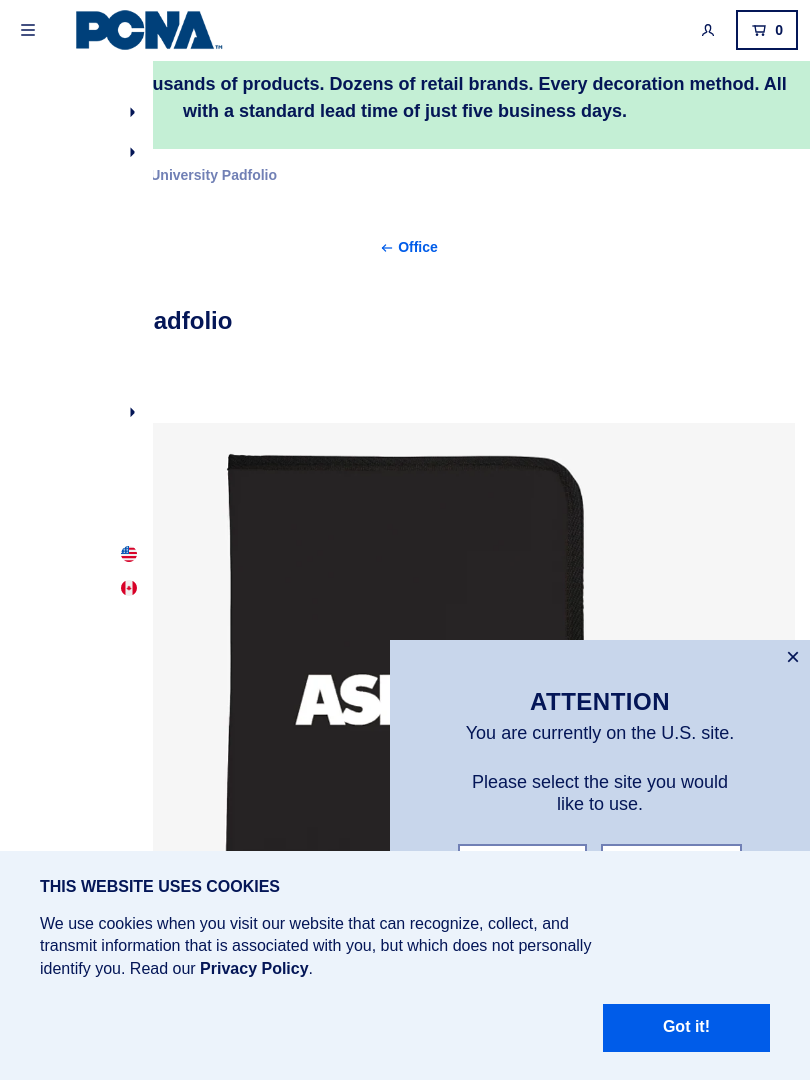 PCNA™
0
usands of products. Dozens of retail brands. Every decoration method. All
with a standard lead time of just five business days.
University Padfolio
← Office
adfolio
ATTENTION
You are currently on the U.S. site.
Please select the site you would
like to use.
THIS WEBSITE USES COOKIES
We use cookies when you visit our website that can recognize, collect, and
transmit information that is associated with you, but which does not personally
identify you. Read our Privacy Policy.
Got it!